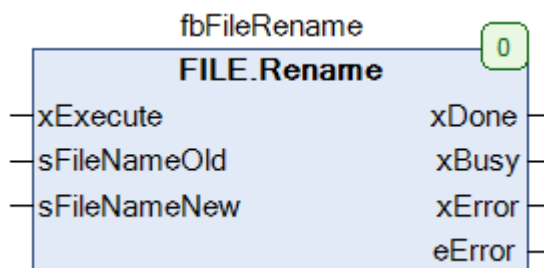 fbFileRename
0
FILE.Rename
xExecute xDone
sFileNameOld xBusy
sFileNameNew xError
eError